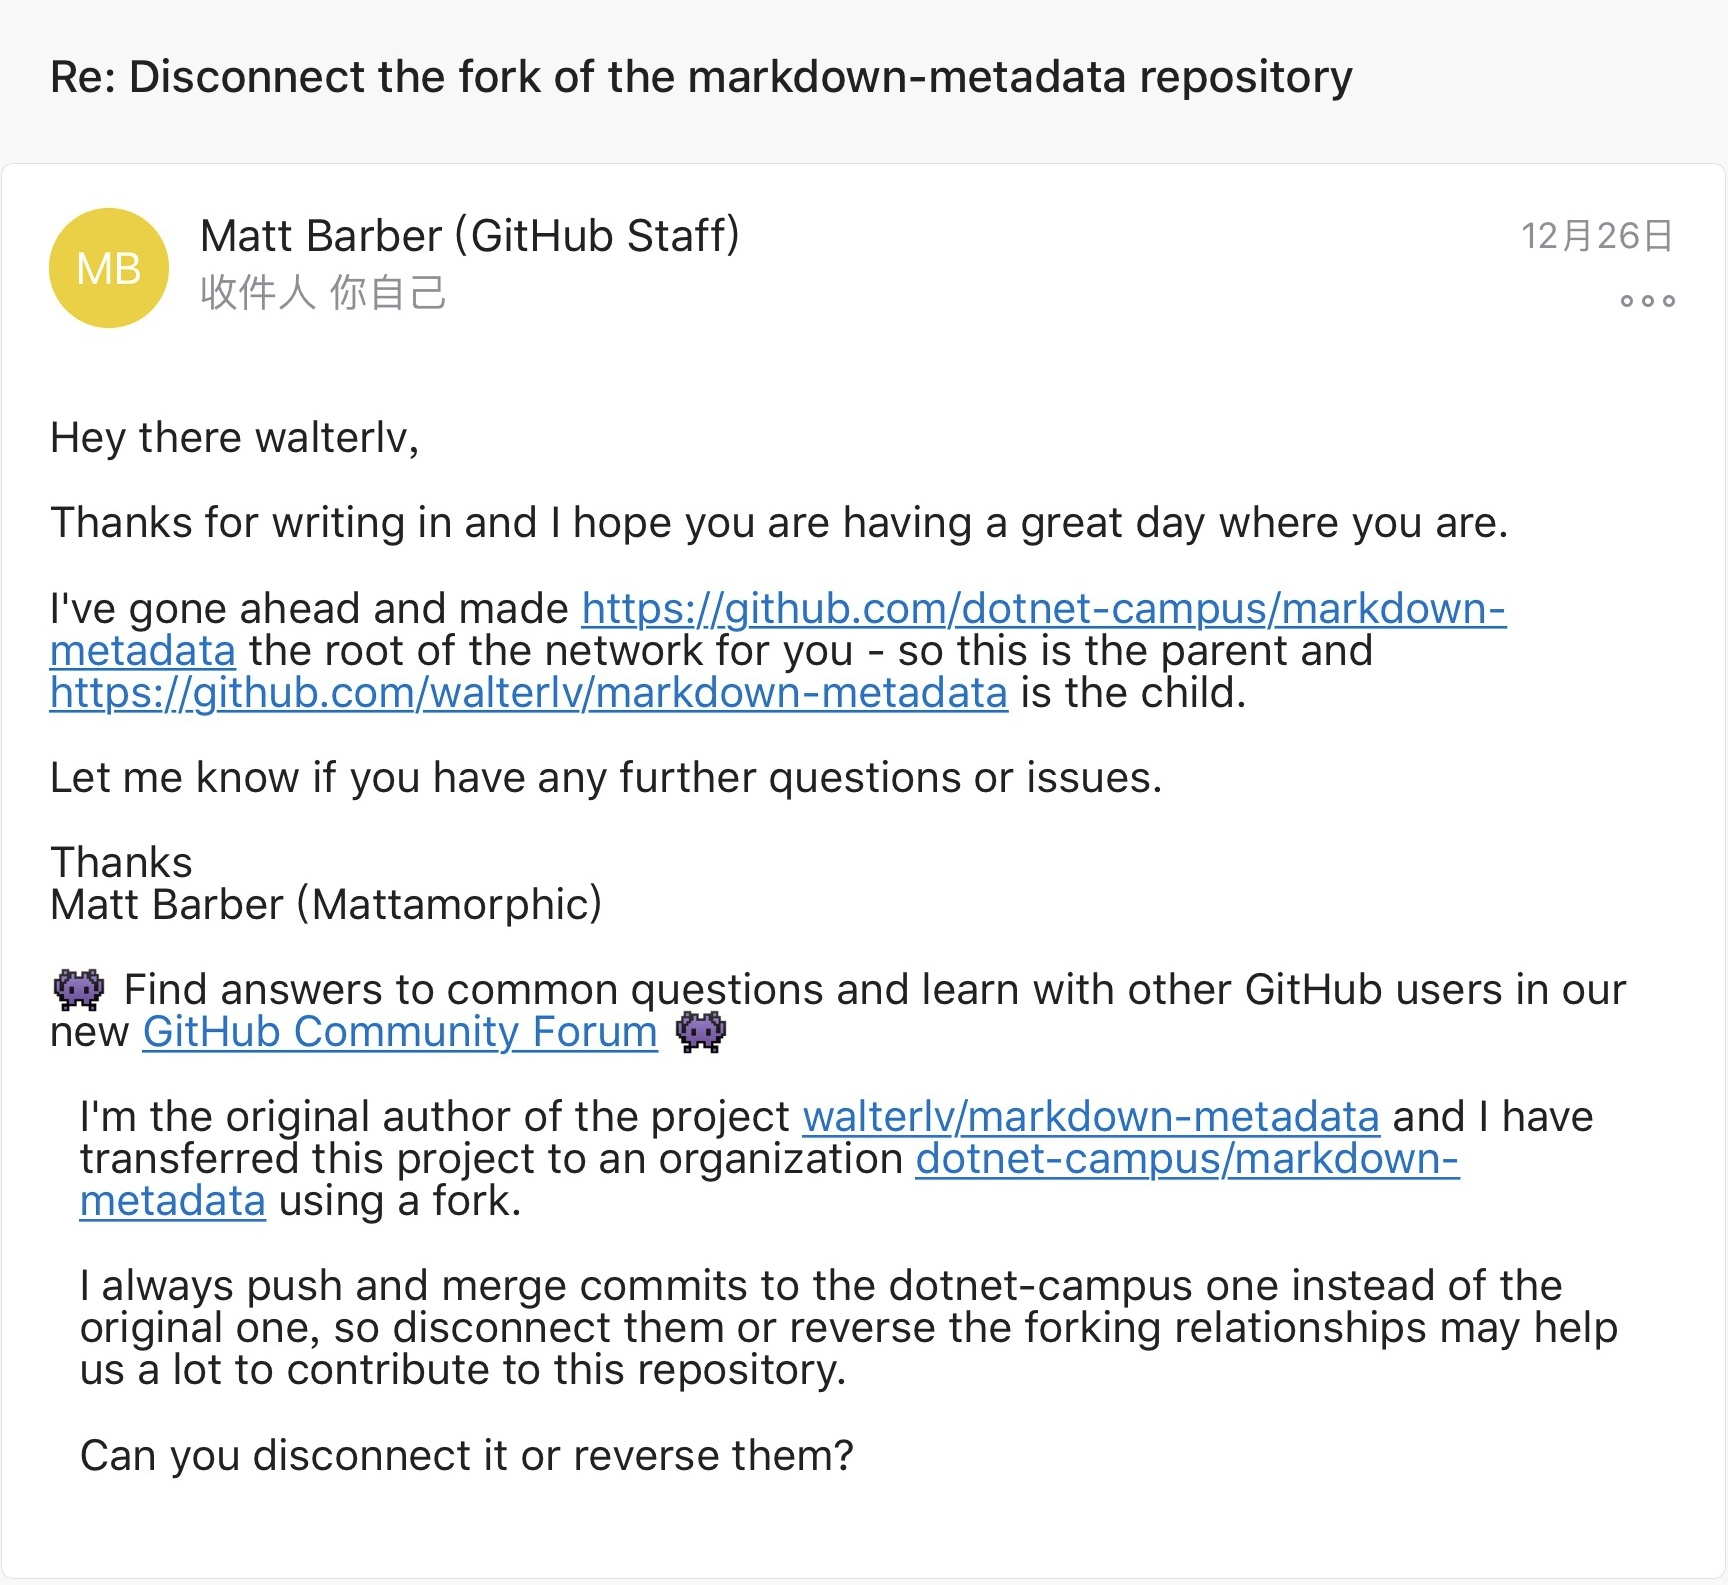 Re: Disconnect the fork of the markdown-metadata repository
MB
Matt Barber (GitHub Staff)
12月26日
收件人 你自己
Hey there walterlv,
Thanks for writing in and I hope you are having a great day where you are.
I've gone ahead and made https://github.com/dotnet-campus/markdown-
metadata the root of the network for you - so this is the parent and
https://github.com/walterlv/markdown-metadata is the child.
Let me know if you have any further questions or issues.
Thanks
Matt Barber (Mattamorphic)
👾 Find answers to common questions and learn with other GitHub users in our
new GitHub Community Forum 👾
I'm the original author of the project walterlv/markdown-metadata and I have
transferred this project to an organization dotnet-campus/markdown-
metadata using a fork.
I always push and merge commits to the dotnet-campus one instead of the
original one, so disconnect them or reverse the forking relationships may help
us a lot to contribute to this repository.
Can you disconnect it or reverse them?